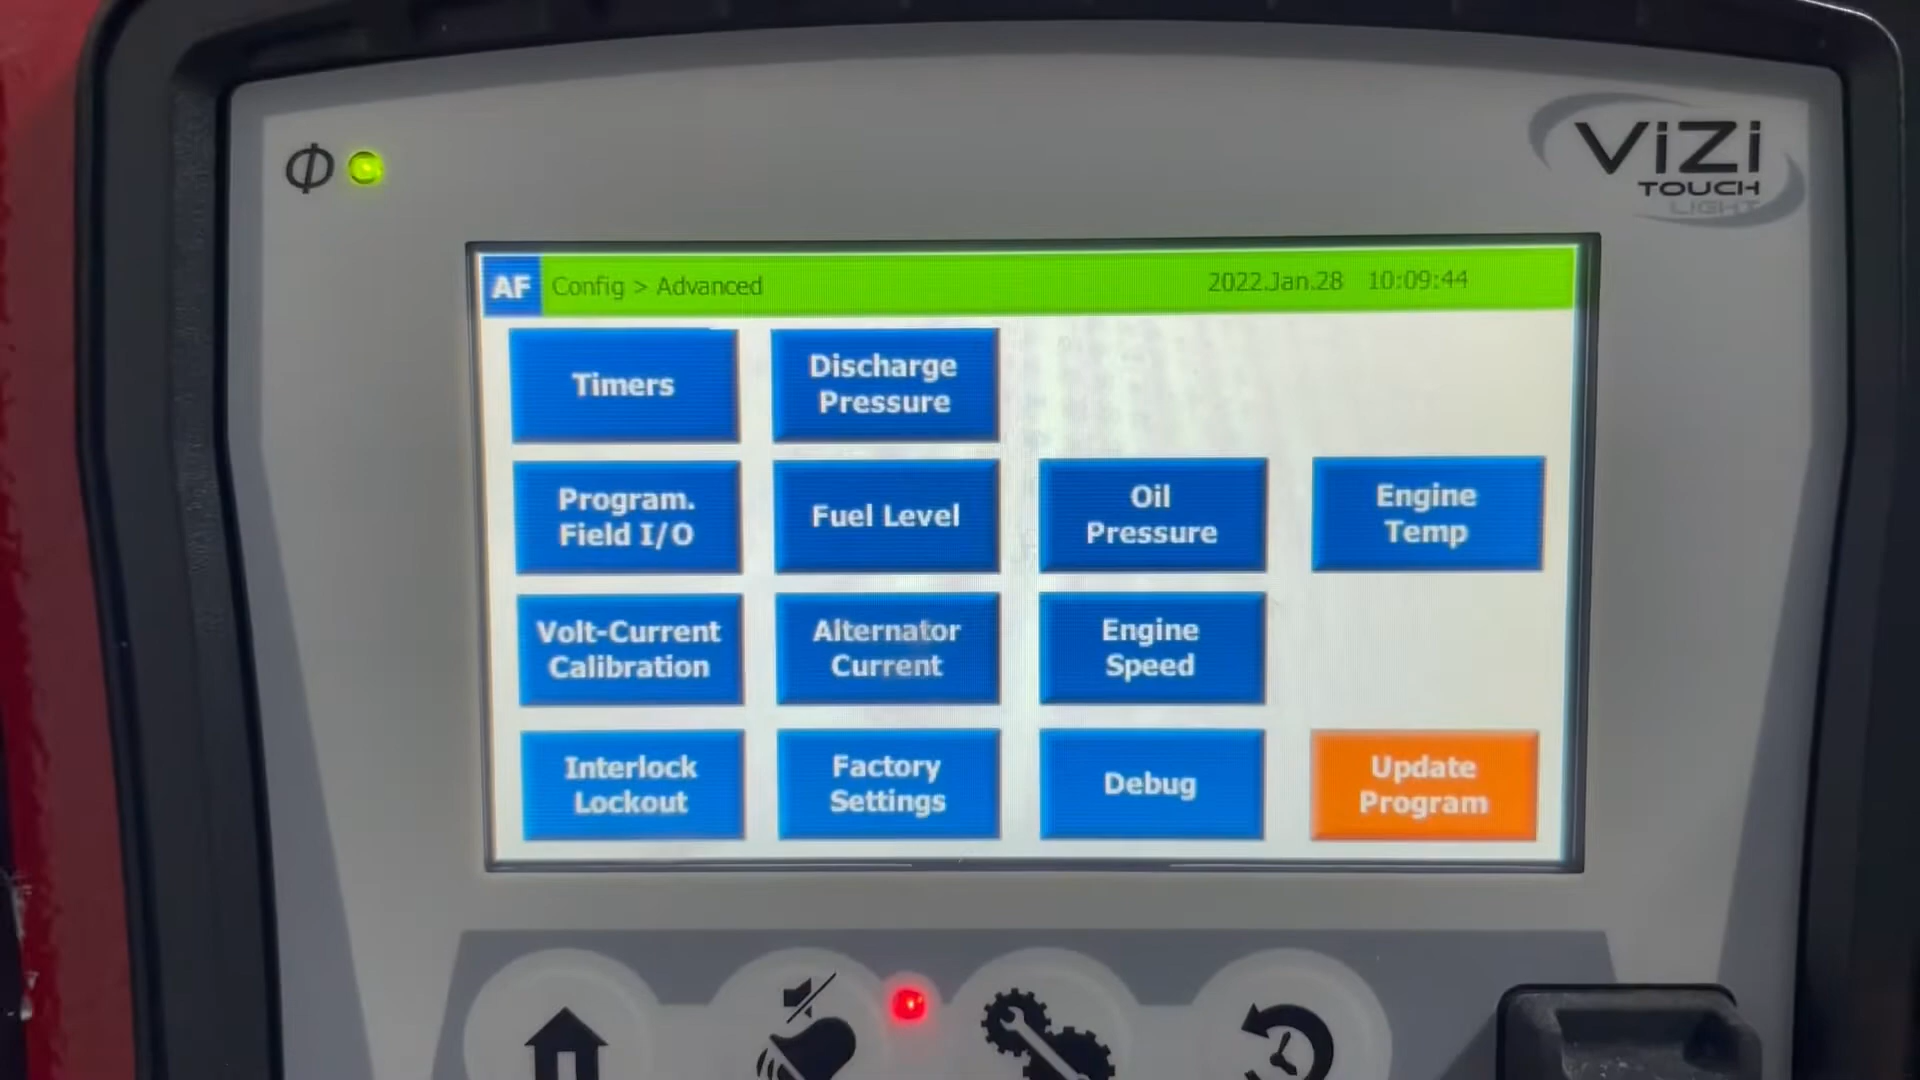 ViZi
TOUCH
LIGHT
AF Config > Advanced 2022.Jan.28 10:09:44
Timers
Discharge
Pressure
Program.
Field I/O
Fuel Level
Oil
Pressure
Engine
Temp
Volt-Current
Calibration
Alternator
Current
Engine
Speed
Interlock
Lockout
Factory
Settings
Debug
Update
Program